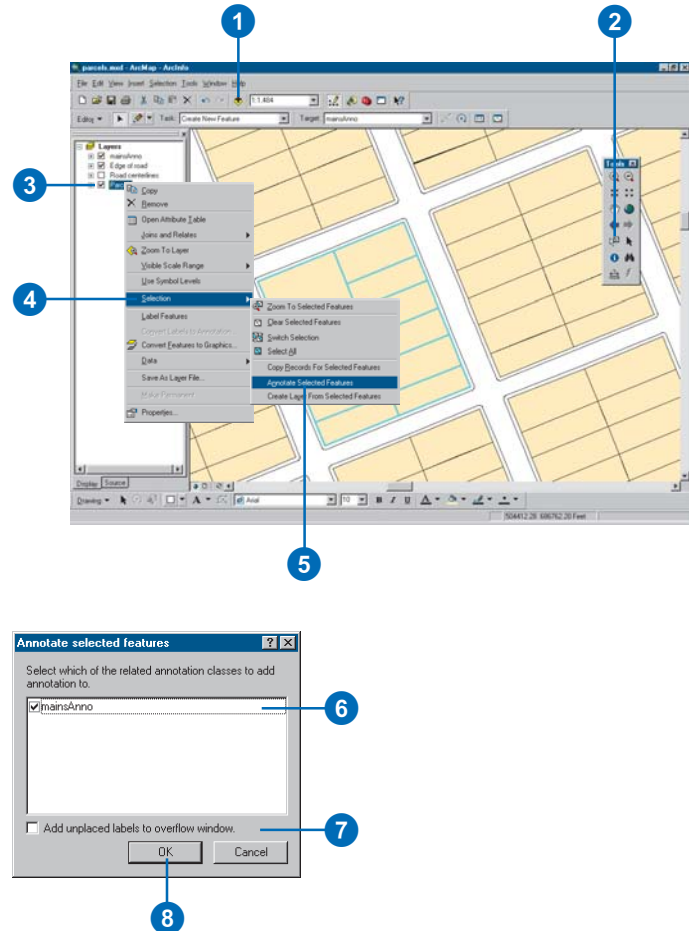 1
2
parcels.mxd - ArcMap - ArcInfo
File Edit View Insert Selection Tools Window Help
1:1,484
Editor Task: Create New Feature Target: mainsAnno
Layers
mainsAnno
Edge of road
Road centerlines
Tools
3
Copy
Remove
Open Attribute Table
Joins and Relates
Zoom To Layer
Visible Scale Range
Use Symbol Levels
4
Selection
Label Features
Convert Labels to Annotation...
Convert Features to Graphics...
Data
Save As Layer File...
Make Permanent
Properties...
Zoom To Selected Features
Clear Selected Features
Switch Selection
Select All
Copy Records For Selected Features
Annotate Selected Features
Create Layer From Selected Features
Display Source
Drawing A Arial 10 B I U A
504412.28 686762.20 Feet
5
Annotate selected features
Select which of the related annotation classes to add
annotation to.
mainsAnno
6
Add unplaced labels to overflow window.
7
OK Cancel
8